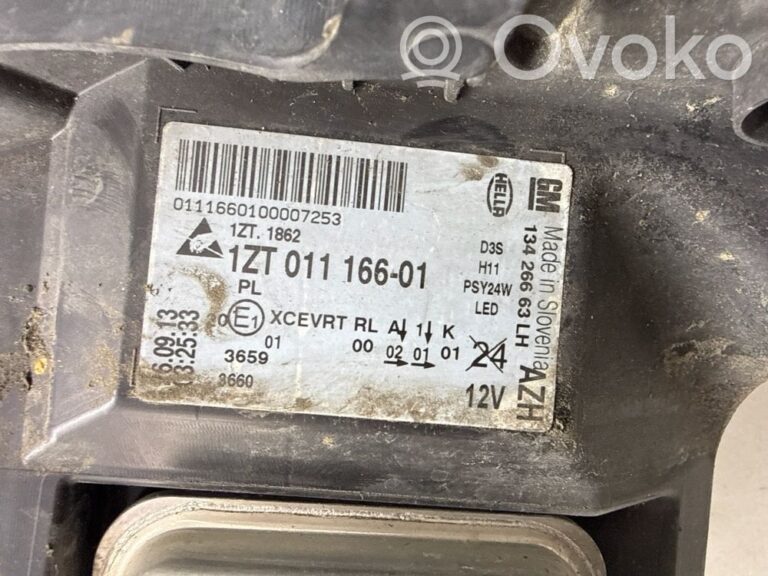 © Ovoko
0111660100007253
1ZT. 1862
1ZT 011 166-01
PL
E1 XCEVRT RL A 1 K
01 00 02 01 01
3659
3660
6.09.13
3:25:33
HELLA
GM
D3S
H11
PSY24W
LED
24
12V
134 266 63 LH AZH
Made in Slovenia